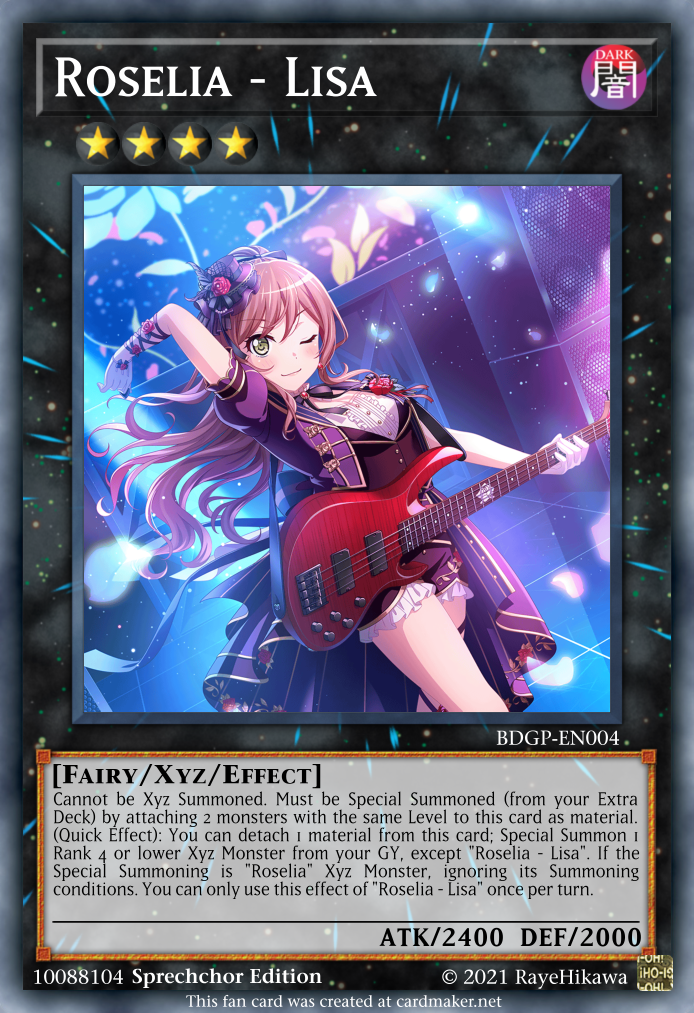 Roselia - Lisa
DARK
闇
BDGP-EN004
[Fairy/Xyz/Effect]
Cannot be Xyz Summoned. Must be Special Summoned (from your Extra
Deck) by attaching 2 monsters with the same Level to this card as material.
(Quick Effect): You can detach 1 material from this card; Special Summon 1
Rank 4 or lower Xyz Monster from your GY, except "Roselia - Lisa". If the
Special Summoning is "Roselia" Xyz Monster, ignoring its Summoning
conditions. You can only use this effect of "Roselia - Lisa" once per turn.
ATK/2400 DEF/2000
10088104 Sprechchor Edition
© 2021 RayeHikawa
This fan card was created at cardmaker.net